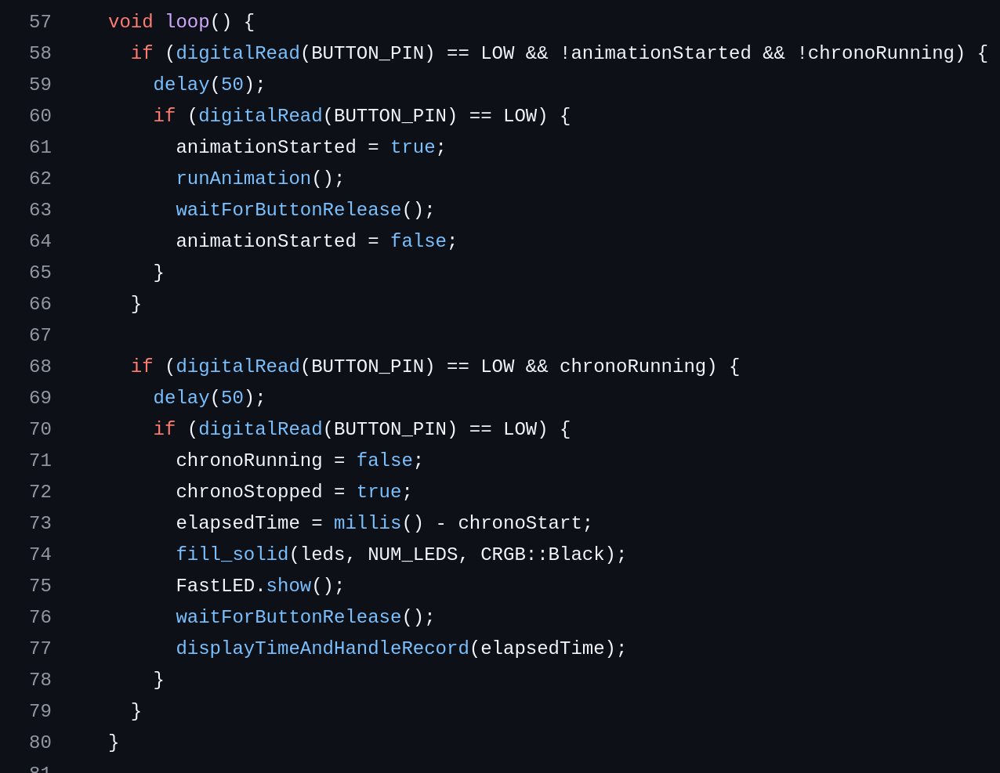 57 void loop() {
58 if (digitalRead(BUTTON_PIN) == LOW && !animationStarted && !chronoRunning) {
59 delay(50);
60 if (digitalRead(BUTTON_PIN) == LOW) {
61 animationStarted = true;
62 runAnimation();
63 waitForButtonRelease();
64 animationStarted = false;
65 }
66 }
67
68 if (digitalRead(BUTTON_PIN) == LOW && chronoRunning) {
69 delay(50);
70 if (digitalRead(BUTTON_PIN) == LOW) {
71 chronoRunning = false;
72 chronoStopped = true;
73 elapsedTime = millis() - chronoStart;
74 fill_solid(leds, NUM_LEDS, CRGB::Black);
75 FastLED.show();
76 waitForButtonRelease();
77 displayTimeAndHandleRecord(elapsedTime);
78 }
79 }
80 }
81